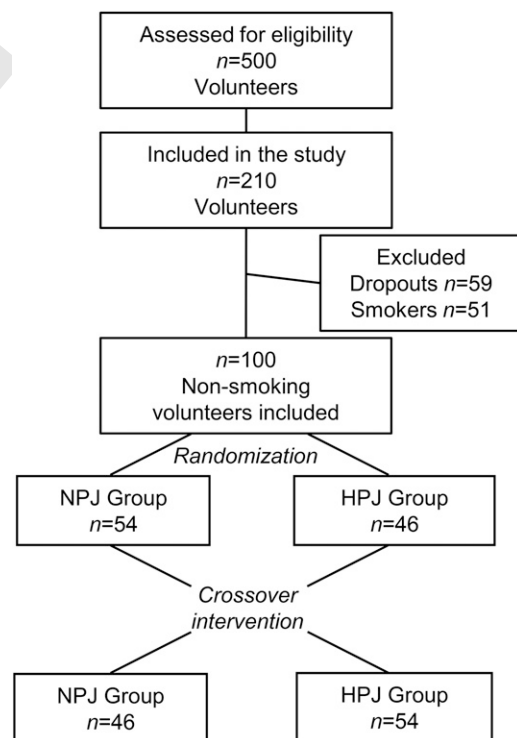 Assessed for eligibility
n=500
Volunteers
Included in the study
n=210
Volunteers
Excluded
Dropouts n=59
Smokers n=51
n=100
Non-smoking
volunteers included
Randomization
NPJ Group
n=54
HPJ Group
n=46
Crossover
intervention
NPJ Group
n=46
HPJ Group
n=54